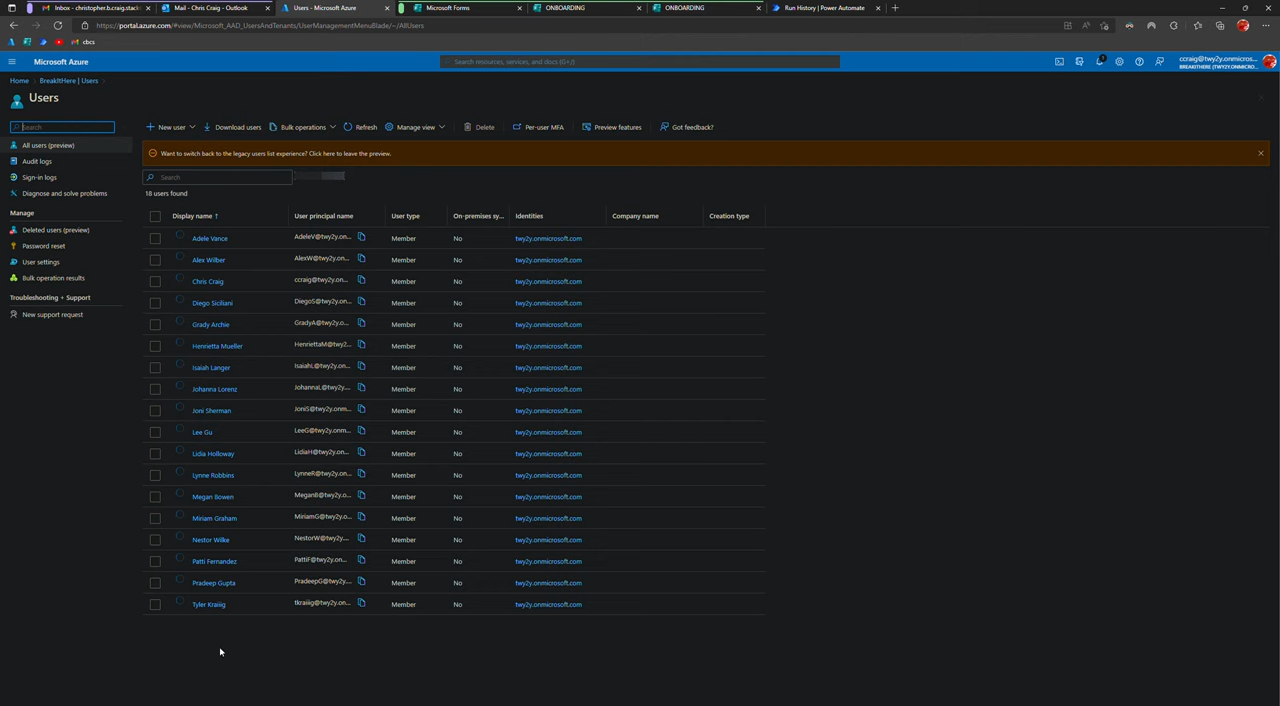 Inbox - christopher.b.craig.stacks
Mail - Chris Craig - Outlook
Users - Microsoft Azure
Microsoft Forms
ONBOARDING
ONBOARDING
Run History | Power Automate
https://portal.azure.com/#view/Microsoft_AAD_UsersAndTenants/UserManagementMenuBlade/~/AllUsers
cbcs
Microsoft Azure
Search resources, services, and docs (G+/)
1
ccraig@twy2y.onmicros...
BREAKITHERE (TWY2Y.ONMICRO...
Home > BreakItHere | Users >
Users
Search
New user
Download users
Bulk operations
Refresh
Manage view
Delete
Per-user MFA
Preview features
Got feedback?
All users (preview)
Audit logs
Sign-in logs
Diagnose and solve problems
Manage
Deleted users (preview)
Password reset
User settings
Bulk operation results
Troubleshooting + Support
New support request
Want to switch back to the legacy users list experience? Click here to leave the preview.
Search
18 users found
Display name ↑ User principal name User type On-premises sy... Identities Company name Creation type
Adele Vance AdeleV@twy2y.on... Member No twy2y.onmicrosoft.com
Alex Wilber AlexW@twy2y.on... Member No twy2y.onmicrosoft.com
Chris Craig ccraig@twy2y.on... Member No twy2y.onmicrosoft.com
Diego Siciliani DiegoS@twy2y.on... Member No twy2y.onmicrosoft.com
Grady Archie GradyA@twy2y.on... Member No twy2y.onmicrosoft.com
Henrietta Mueller HenriettaM@twy2... Member No twy2y.onmicrosoft.com
Isaiah Langer IsaiahL@twy2y.on... Member No twy2y.onmicrosoft.com
Johanna Lorenz JohannaL@twy2y.... Member No twy2y.onmicrosoft.com
Joni Sherman JoniS@twy2y.onm... Member No twy2y.onmicrosoft.com
Lee Gu LeeG@twy2y.onm... Member No twy2y.onmicrosoft.com
Lidia Holloway LidiaH@twy2y.on... Member No twy2y.onmicrosoft.com
Lynne Robbins LynneR@twy2y.on... Member No twy2y.onmicrosoft.com
Megan Bowen MeganB@twy2y.o... Member No twy2y.onmicrosoft.com
Miriam Graham MiriamG@twy2y.o... Member No twy2y.onmicrosoft.com
Nestor Wilke NestorW@twy2y.o... Member No twy2y.onmicrosoft.com
Patti Fernandez PattiF@twy2y.on... Member No twy2y.onmicrosoft.com
Pradeep Gupta PradeepG@twy2y... Member No twy2y.onmicrosoft.com
Tyler Kraiiig tkraiiig@twy2y.on... Member No twy2y.onmicrosoft.com